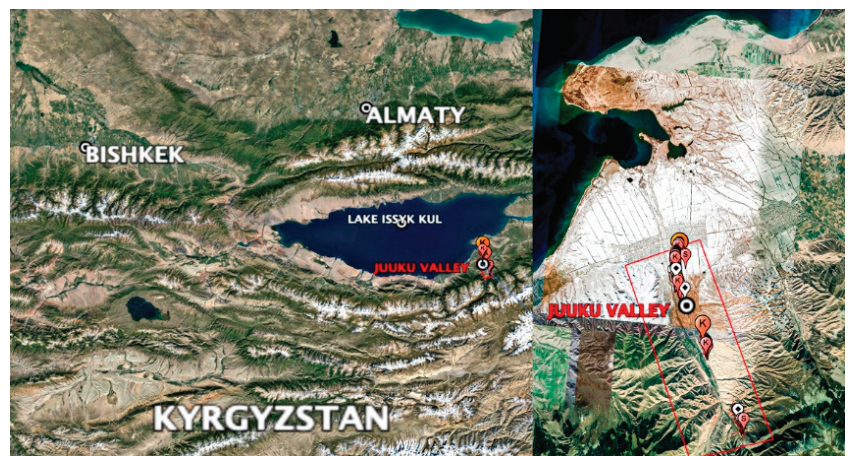 ALMATY
BISHKEK
LAKE ISSYK KUL
JUUKU VALLEY
KYRGYZSTAN
JUUKU VALLEY
K
K